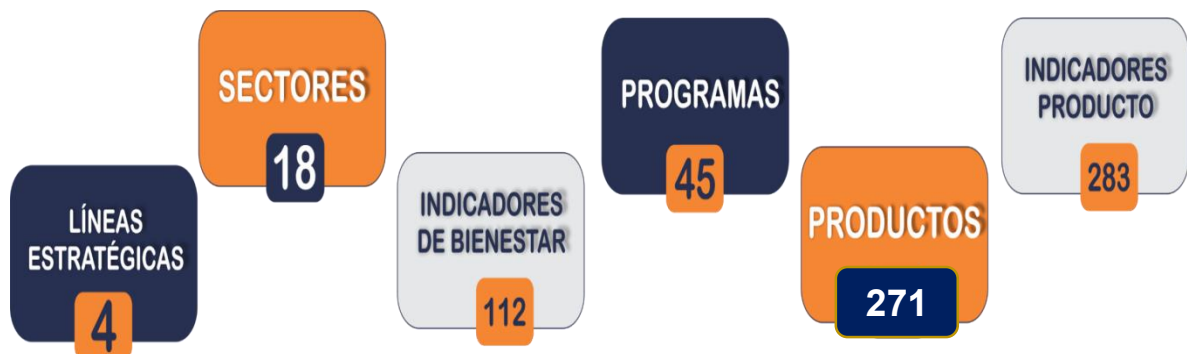 LÍNEAS
ESTRATÉGICAS
4
SECTORES
18
INDICADORES
DE BIENESTAR
112
PROGRAMAS
45
PRODUCTOS
271
INDICADORES
PRODUCTO
283